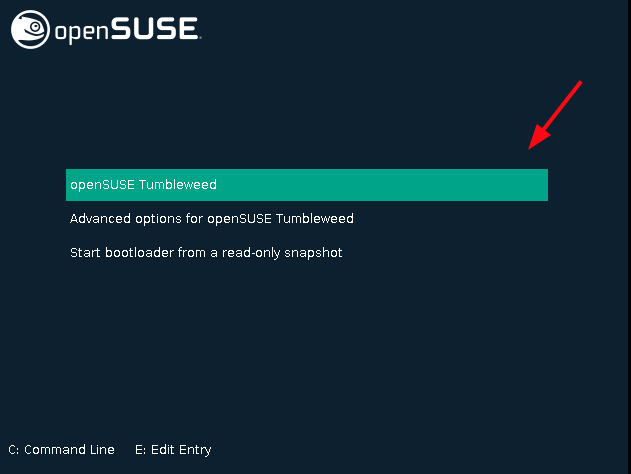 openSUSE.
openSUSE Tumbleweed
Advanced options for openSUSE Tumbleweed
Start bootloader from a read-only snapshot
C: Command Line E: Edit Entry